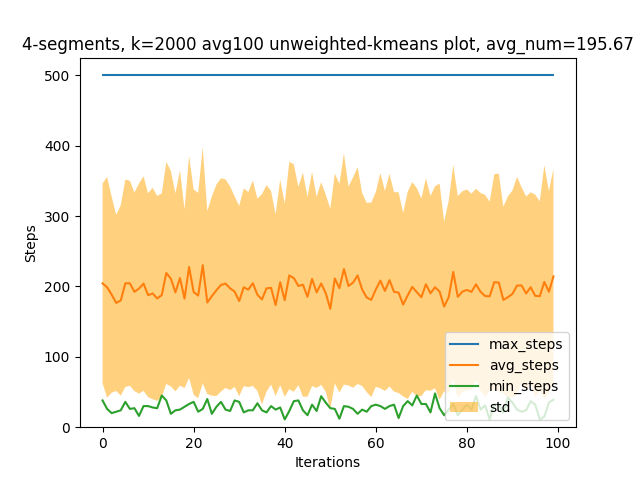 4-segments, k=2000 avg100 unweighted-kmeans plot, avg_num=195.67
500
400
300
200
100
0
Steps
max_steps
avg_steps
min_steps
std
0
20
40
60
80
100
Iterations